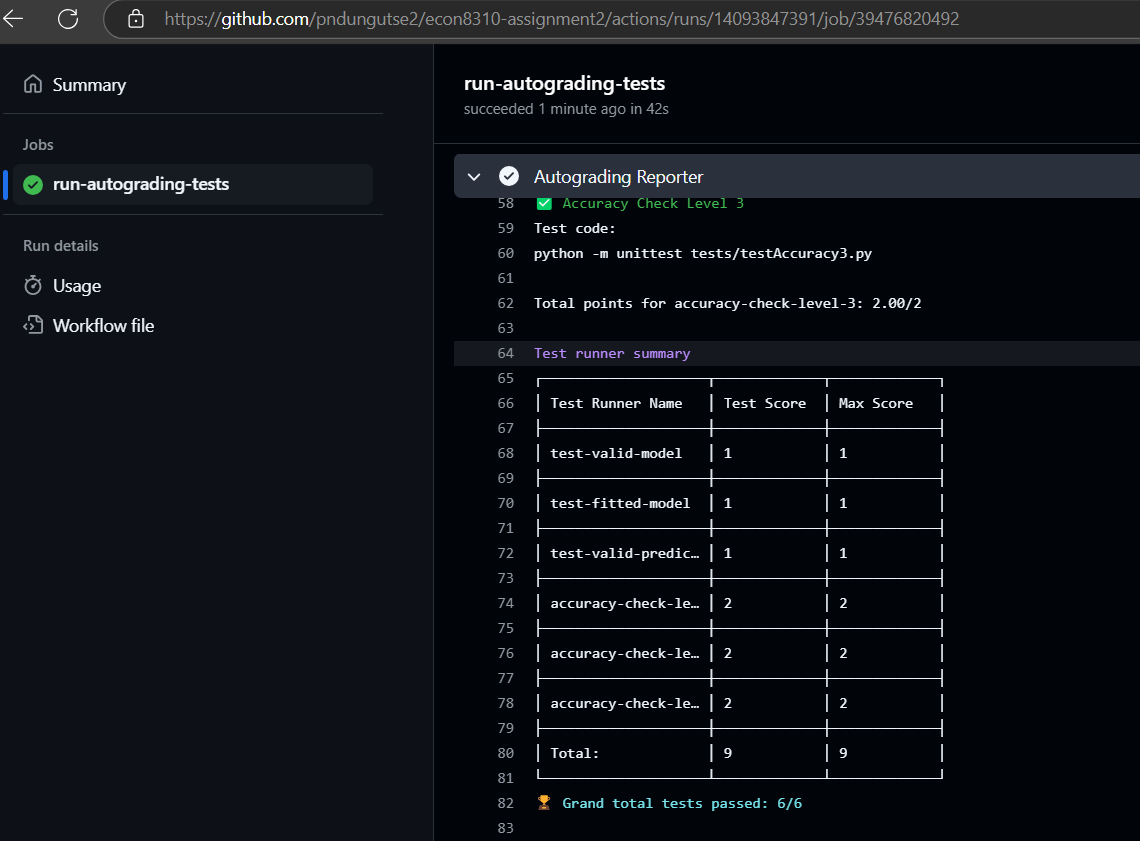 https://github.com/pndungutse2/econ8310-assignment2/actions/runs/14093847391/job/39476820492
Summary
Jobs
run-autograding-tests
Run details
Usage
Workflow file
run-autograding-tests
succeeded 1 minute ago in 42s
Autograding Reporter
58 ✅ Accuracy Check Level 3
59 Test code:
60 python -m unittest tests/testAccuracy3.py
61
62 Total points for accuracy-check-level-3: 2.00/2
63
64 Test runner summary
65
66 Test Runner Name Test Score Max Score
67
68 test-valid-model 1 1
69
70 test-fitted-model 1 1
71
72 test-valid-predic… 1 1
73
74 accuracy-check-le… 2 2
75
76 accuracy-check-le… 2 2
77
78 accuracy-check-le… 2 2
79
80 Total: 9 9
81
82 🏆 Grand total tests passed: 6/6
83